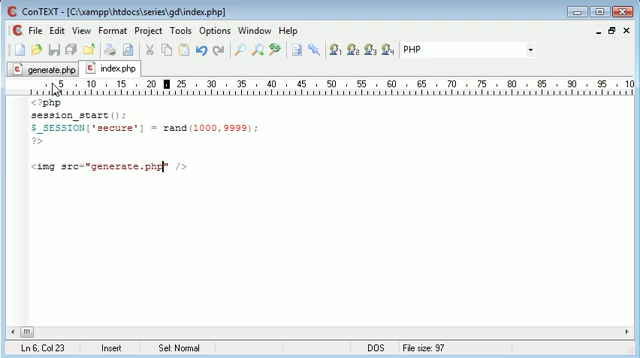 ConTEXT - [C:\xampp\htdocs\series\gd\index.php]
File Edit View Format Project Tools Options Window Help
PHP
generate.php index.php
5 10 15 25 30 35 40 45 50 55 60 65 70 75 80 85 90 95 10
<?php
session_start();
$_SESSION['secure'] = rand(1000,9999);
?>
<img src="generate.php" />
Ln 6, Col 23 Insert Sel: Normal DOS File size: 97